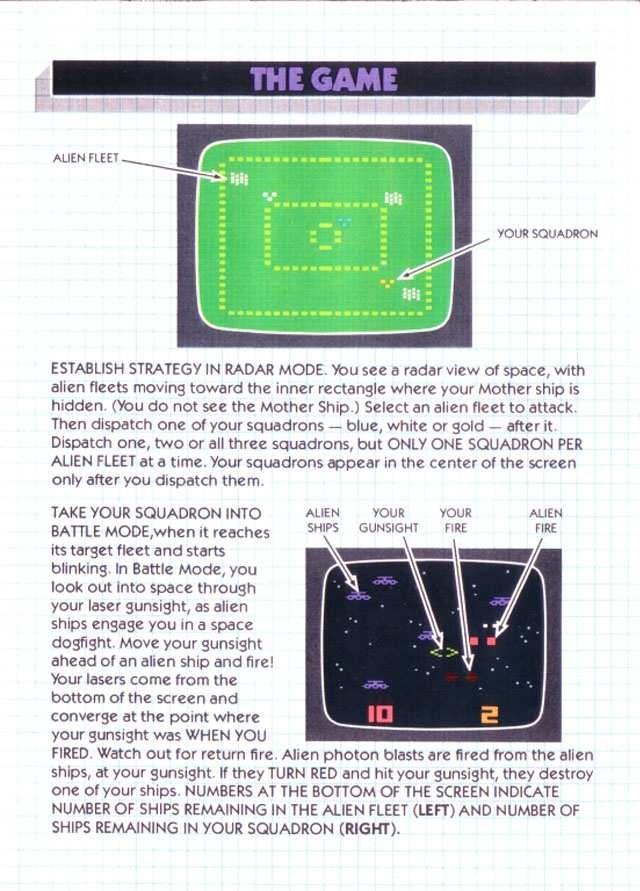 THE GAME
ALIEN FLEET
YOUR SQUADRON
ESTABLISH STRATEGY IN RADAR MODE. You see a radar view of space, with
alien fleets moving toward the inner rectangle where your Mother ship is
hidden. (You do not see the Mother Ship.) Select an alien fleet to attack.
Then dispatch one of your squadrons — blue, white or gold — after it.
Dispatch one, two or all three squadrons, but ONLY ONE SQUADRON PER
ALIEN FLEET at a time. Your squadrons appear in the center of the screen
only after you dispatch them.
TAKE YOUR SQUADRON INTO
BATTLE MODE,when it reaches
its target fleet and starts
blinking. In Battle Mode, you
look out into space through
your laser gunsight, as alien
ships engage you in a space
dogfight. Move your gunsight
ahead of an alien ship and fire!
Your lasers come from the
bottom of the screen and
converge at the point where
your gunsight was WHEN YOU
ALIEN SHIPS
YOUR GUNSIGHT
YOUR FIRE
ALIEN FIRE
10 2
FIRED. Watch out for return fire. Alien photon blasts are fired from the alien
ships, at your gunsight. If they TURN RED and hit your gunsight, they destroy
one of your ships. NUMBERS AT THE BOTTOM OF THE SCREEN INDICATE
NUMBER OF SHIPS REMAINING IN THE ALIEN FLEET (LEFT) AND NUMBER OF
SHIPS REMAINING IN YOUR SQUADRON (RIGHT).